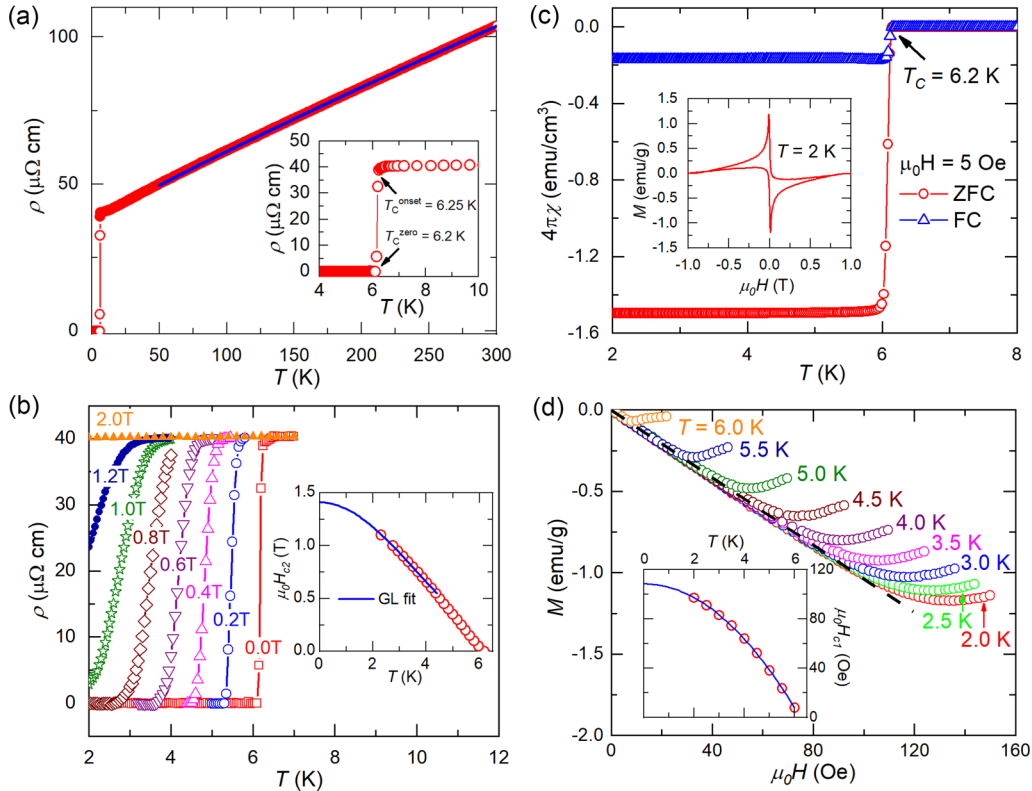 (a)
100
50
0
ρ (μΩ cm)
0 50 100 150 200 250 300
T (K)
50
40
30
20
10
0
ρ (μΩ cm)
T_C^onset = 6.25 K
T_C^zero = 6.2 K
4 6 8 10
T (K)
(c)
0.0
-0.4
-0.8
-1.2
-1.6
4πχ (emu/cm³)
T_C = 6.2 K
μ₀H = 5 Oe
ZFC
FC
2 4 6 8
T (K)
1.5
1.0
0.5
0.0
-0.5
-1.0
-1.5
M (emu/g)
T = 2 K
-1.0 -0.5 0.0 0.5 1.0
μ₀H (T)
(b)
40
30
20
10
0
ρ (μΩ cm)
2.0T
1.2T
1.0T
0.8T
0.6T
0.4T
0.2T
0.0T
2 4 6 8 10 12
T (K)
1.5
1.0
0.5
0.0
μ₀H_c2 (T)
GL fit
0 2 4 6
T (K)
(d)
0.0
-0.5
-1.0
-1.5
-2.0
M (emu/g)
T = 6.0 K
5.5 K
5.0 K
4.5 K
4.0 K
3.5 K
3.0 K
2.5 K
2.0 K
0 40 80 120 160
μ₀H (Oe)
T (K)
0 1 2 3 4 5 6
120
80
40
0
μ₀H_c1 (Oe)